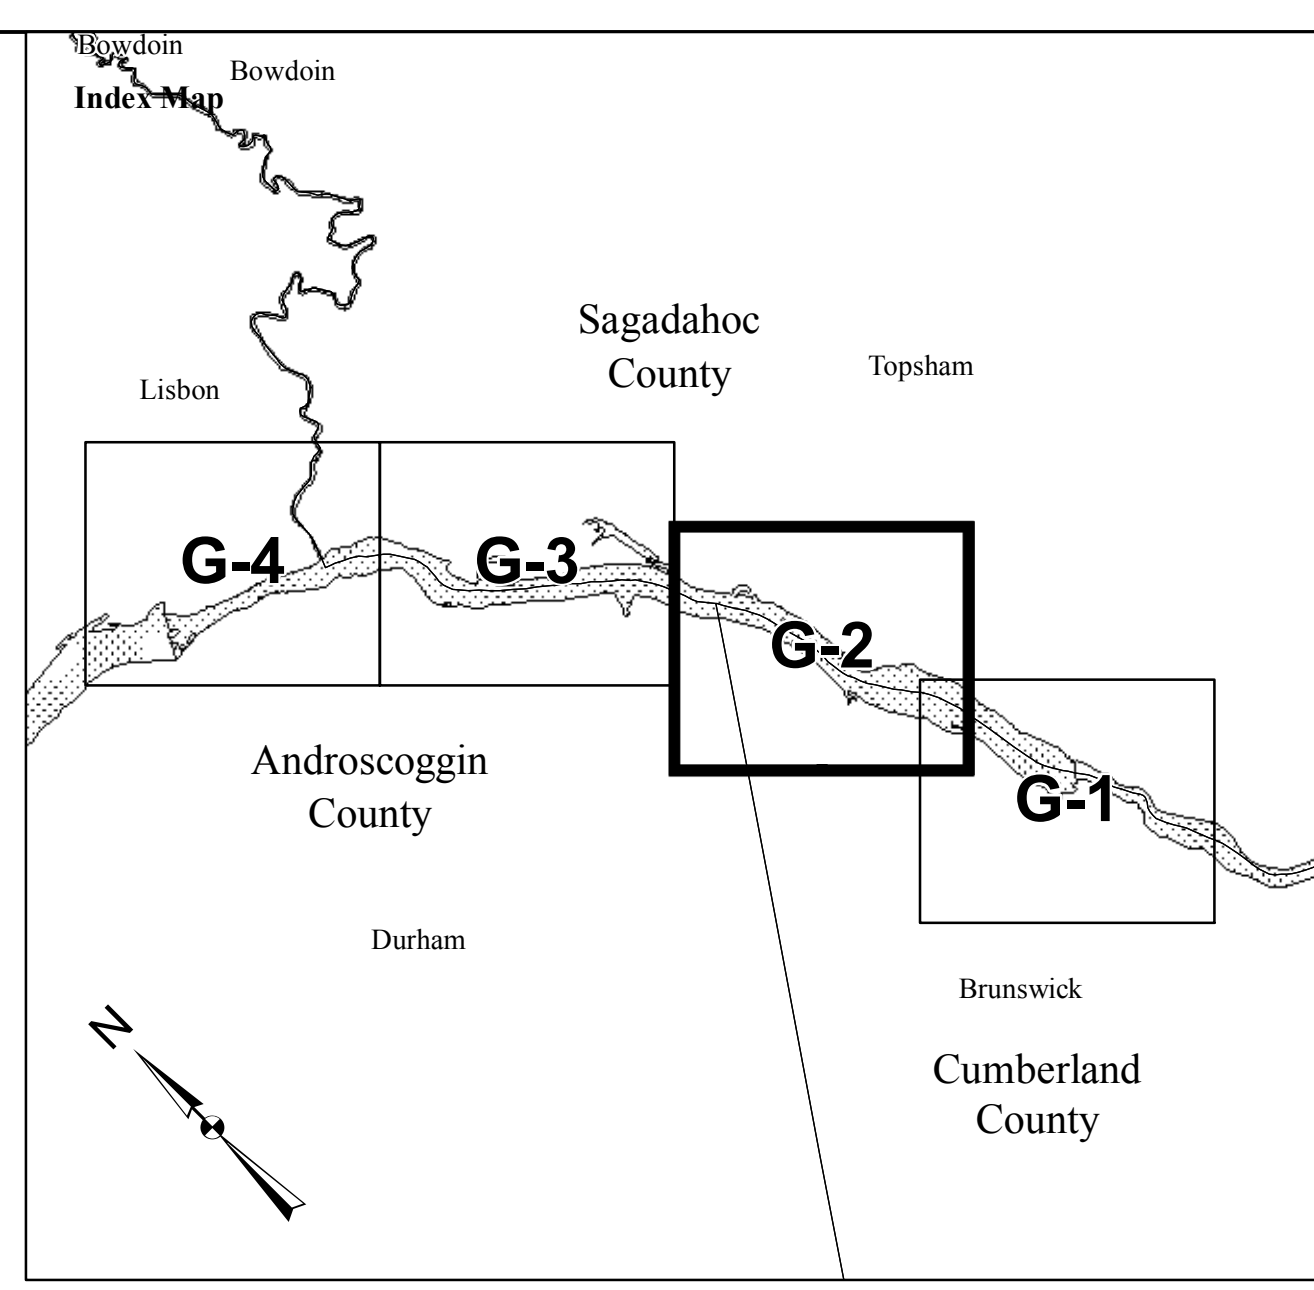 Bowdoin
Bowdoin
Index Map
Sagadahoc
County
Topsham
Lisbon
G-4
G-3
G-2
G-1
Androscoggin
County
Durham
Brunswick
N
Cumberland
County